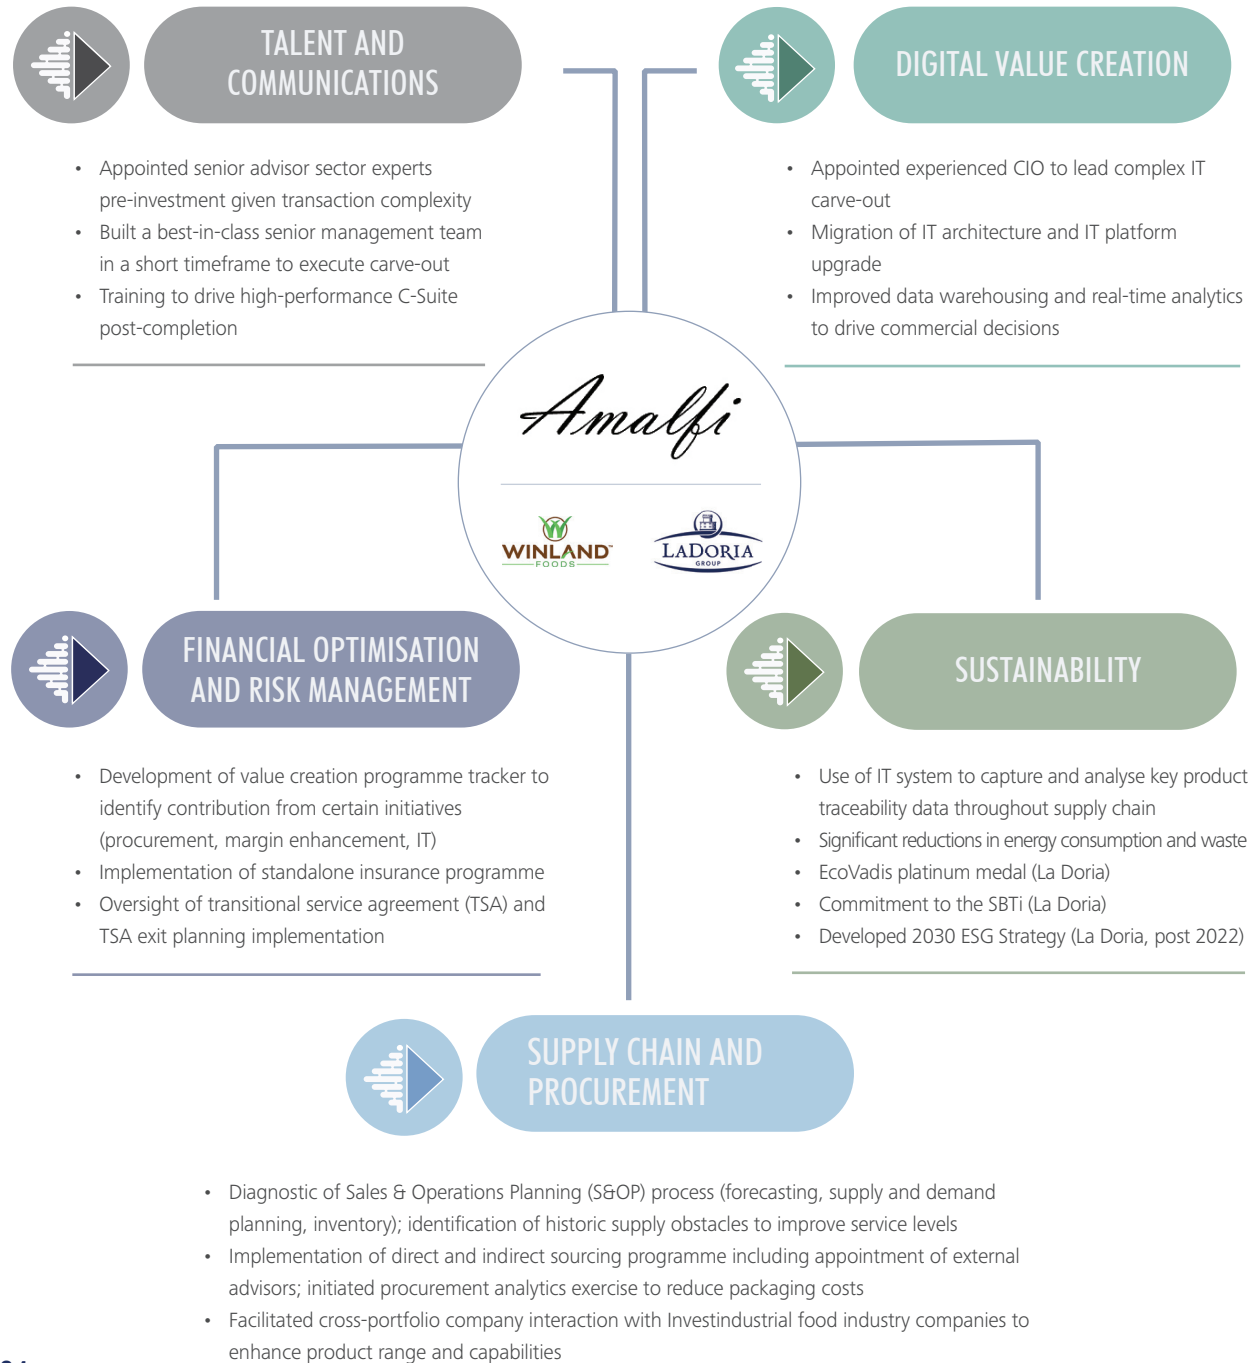 TALENT AND
COMMUNICATIONS
• Appointed senior advisor sector experts
pre-investment given transaction complexity
• Built a best-in-class senior management team
in a short timeframe to execute carve-out
• Training to drive high-performance C-Suite
post-completion
DIGITAL VALUE CREATION
• Appointed experienced CIO to lead complex IT
carve-out
• Migration of IT architecture and IT platform
upgrade
• Improved data warehousing and real-time analytics
to drive commercial decisions
Amalfi
WINLAND™
FOODS
LADORIA
GROUP
FINANCIAL OPTIMISATION
AND RISK MANAGEMENT
• Development of value creation programme tracker to
identify contribution from certain initiatives
(procurement, margin enhancement, IT)
• Implementation of standalone insurance programme
• Oversight of transitional service agreement (TSA) and
TSA exit planning implementation
SUSTAINABILITY
• Use of IT system to capture and analyse key product
traceability data throughout supply chain
• Significant reductions in energy consumption and waste
• EcoVadis platinum medal (La Doria)
• Commitment to the SBTi (La Doria)
• Developed 2030 ESG Strategy (La Doria, post 2022)
SUPPLY CHAIN AND
PROCUREMENT
• Diagnostic of Sales & Operations Planning (S&OP) process (forecasting, supply and demand
planning, inventory); identification of historic supply obstacles to improve service levels
• Implementation of direct and indirect sourcing programme including appointment of external
advisors; initiated procurement analytics exercise to reduce packaging costs
• Facilitated cross-portfolio company interaction with Investindustrial food industry companies to
enhance product range and capabilities